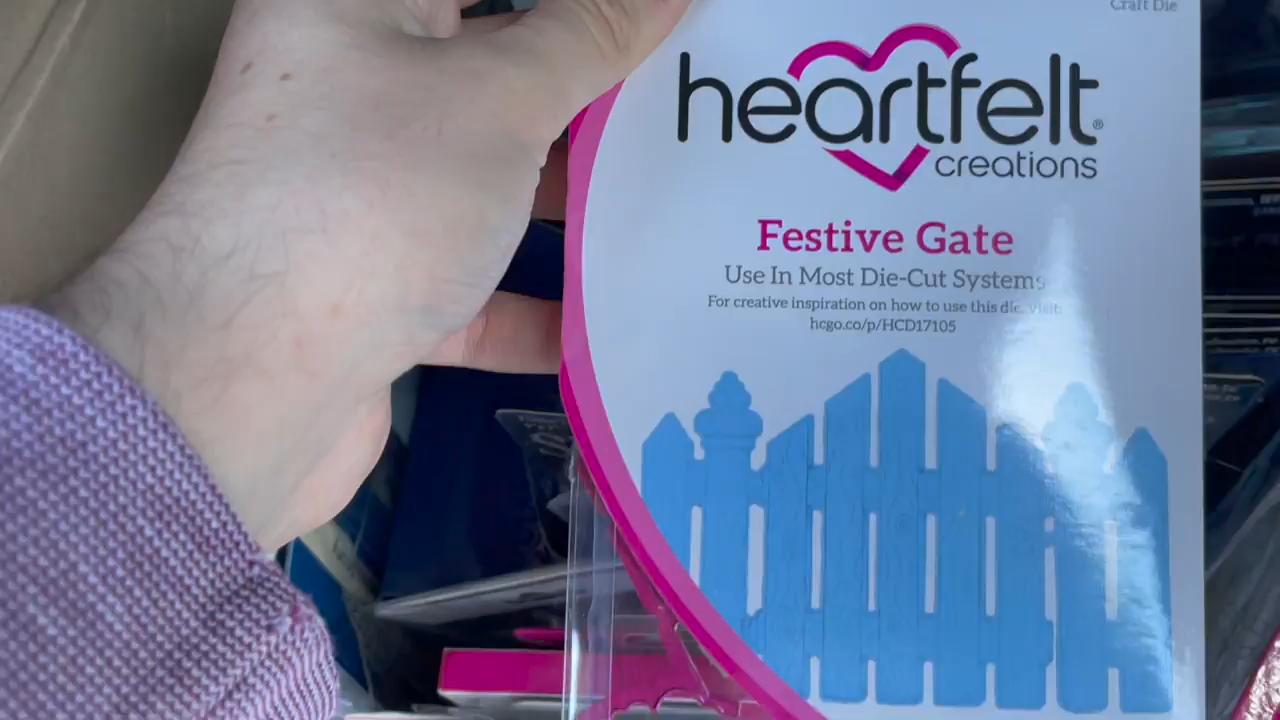 Craft Die
heartfelt®
creations
Festive Gate
Use In Most Die-Cut Systems
For creative inspiration on how to use this die, visit:
hcgo.co/p/HCD17105